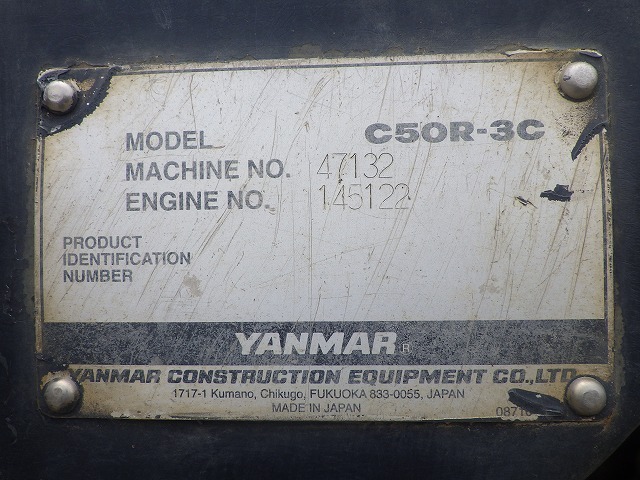 MODEL C50R-3C
MACHINE NO. 47132
ENGINE NO. 145122
PRODUCT
IDENTIFICATION
NUMBER
YANMAR ®
YANMAR CONSTRUCTION EQUIPMENT CO.,LTD.
1717-1 Kumano, Chikugo, FUKUOKA 833-0055, JAPAN
MADE IN JAPAN